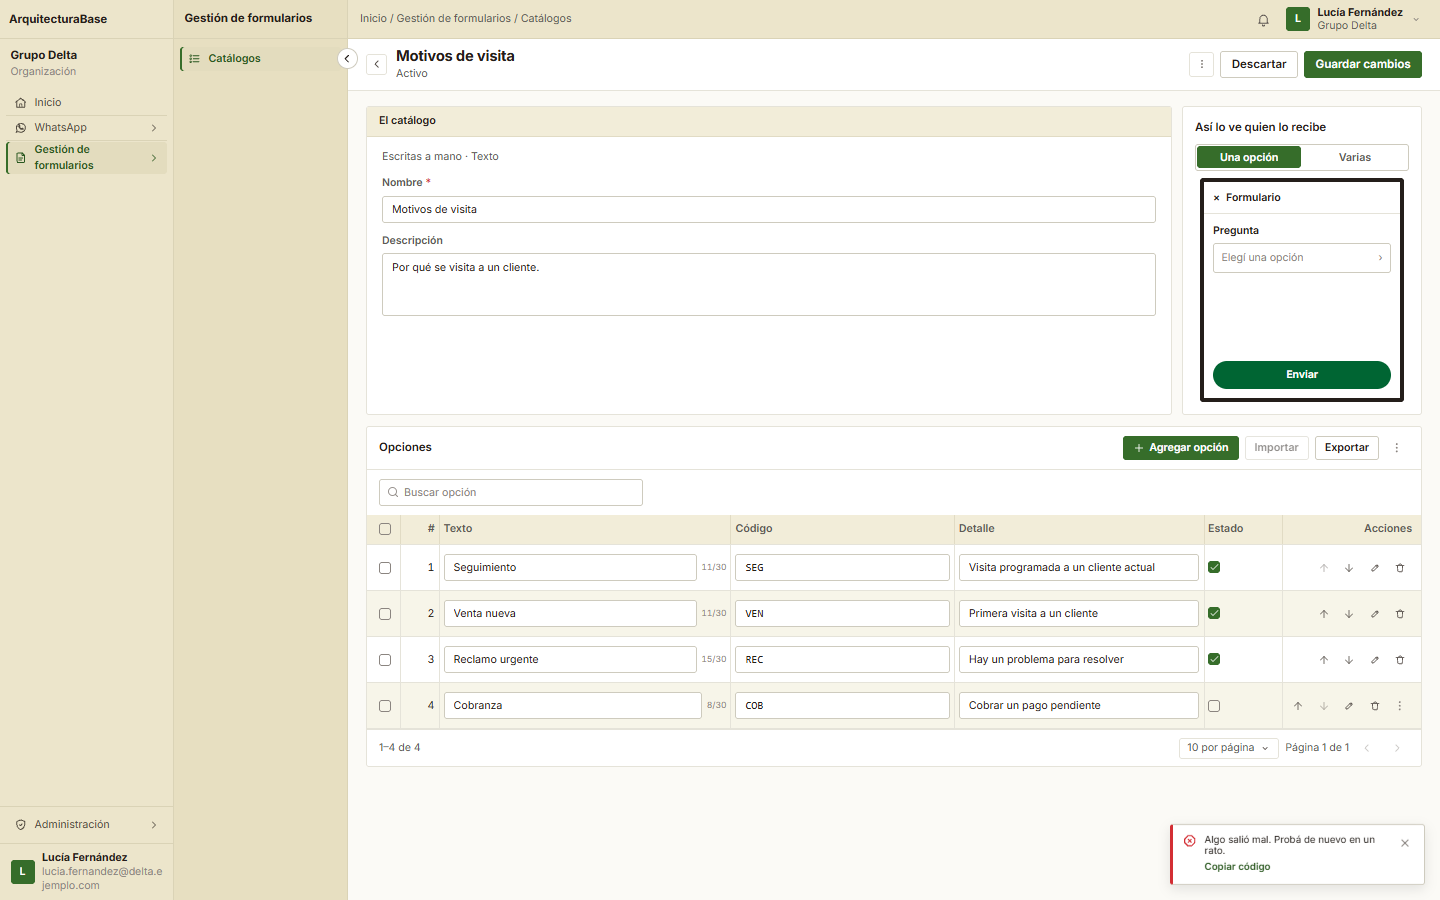 ArquitecturaBase
Grupo Delta
Organización
Inicio
WhatsApp
Gestión de
formularios
Administración
L
Lucía Fernández
lucia.fernandez@delta.e
jemplo.com
Gestión de formularios
Catálogos
Inicio / Gestión de formularios / Catálogos
L
Lucía Fernández
Grupo Delta
Motivos de visita
Activo
Descartar
Guardar cambios
El catálogo
Escritas a mano · Texto
Nombre *
Motivos de visita
Descripción
Por qué se visita a un cliente.
Así lo ve quien lo recibe
Una opción
Varias
× Formulario
Pregunta
Elegí una opción
Enviar
Opciones
Agregar opción
Importar
Exportar
Buscar opción
# Texto Código Detalle Estado Acciones
1 Seguimiento 11/30 SEG Visita programada a un cliente actual
2 Venta nueva 11/30 VEN Primera visita a un cliente
3 Reclamo urgente 15/30 REC Hay un problema para resolver
4 Cobranza 8/30 COB Cobrar un pago pendiente
1–4 de 4
10 por página
Página 1 de 1
Algo salió mal. Probá de nuevo en un
rato.
Copiar código